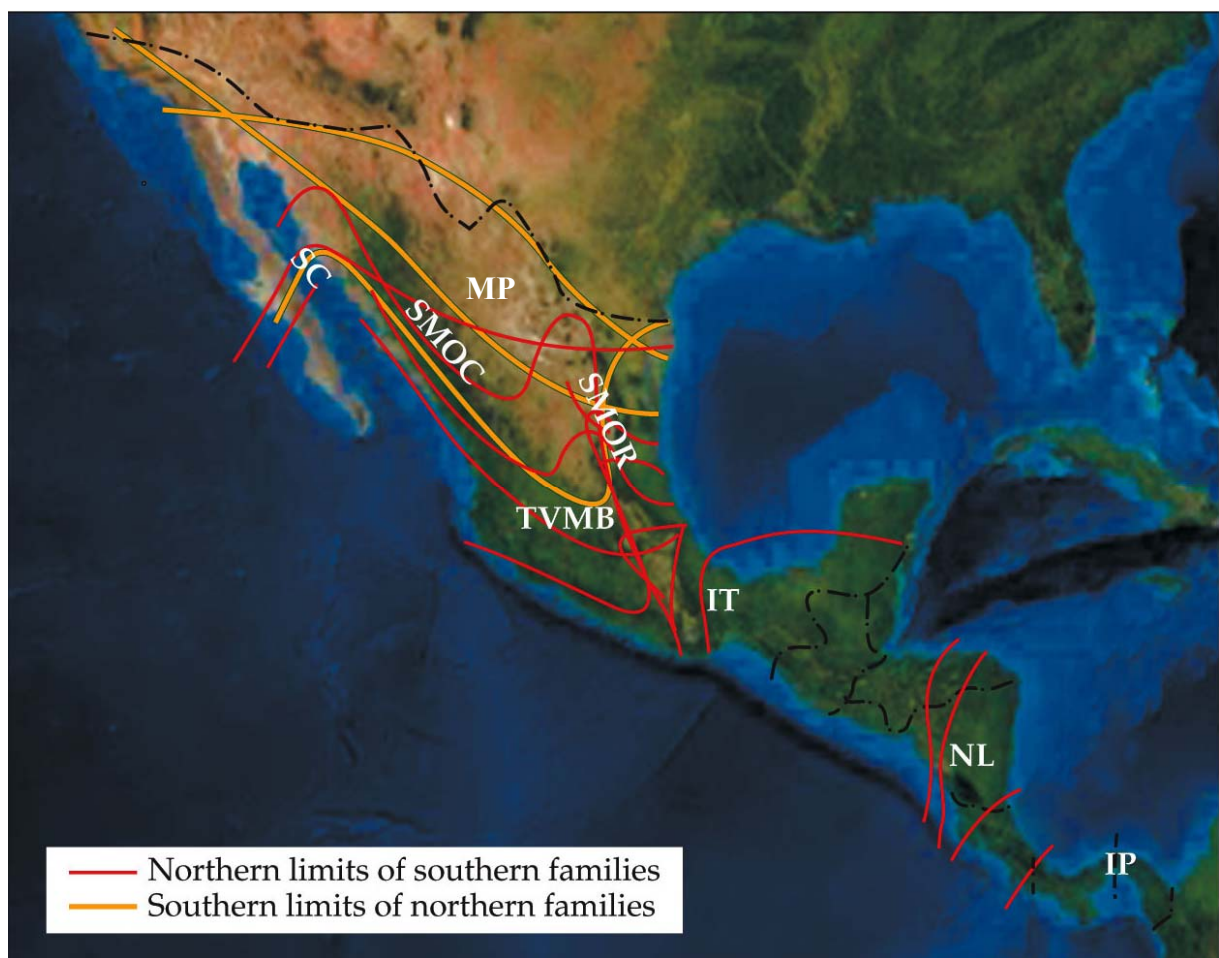 SC
MP
SMOC
SMOR
TVMB
IT
NL
IP
Northern limits of southern families
Southern limits of northern families